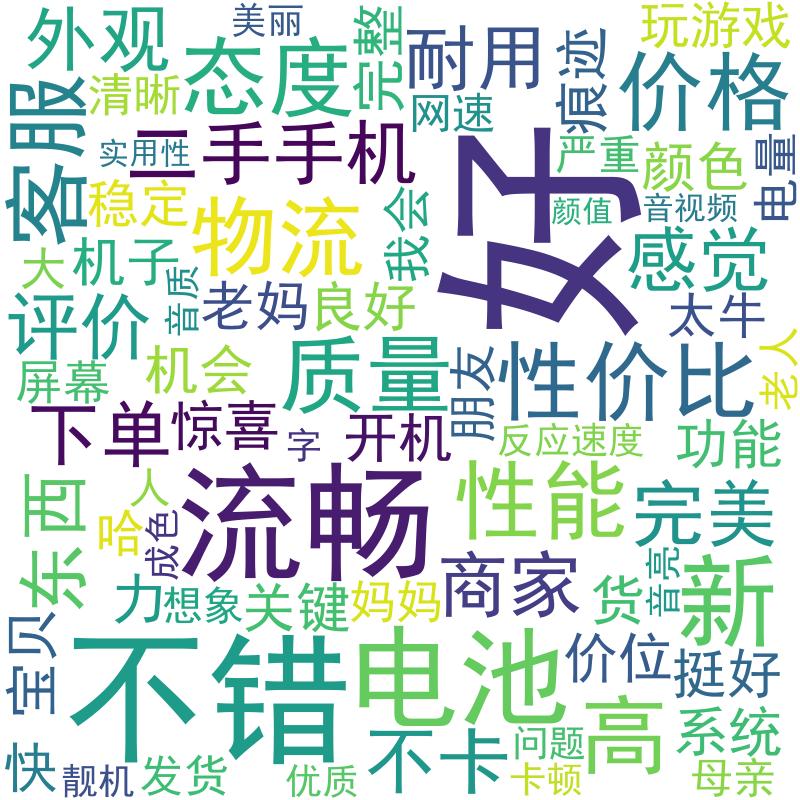 美丽
外观
态度
完整
耐用
玩游戏
清晰
网速
痕迹
价格
客服
实用性
二手手机
严重
颜色
电量
稳定
物流
我会
好
颜值
音视频
感觉
大
机子
音质
老妈
良好
太牛
评价
屏幕
机会
质量
朋友
性价比
老人
下单
惊喜
字
开机
反应速度
功能
东西
人
哈
成色
流畅
性能
完美
力
想象
关键
妈妈
商家
货
音亮
新
宝贝
不错
电池
价位
挺好
快
靓机
发货
优质
不卡
问题
卡顿
高
系统
母亲